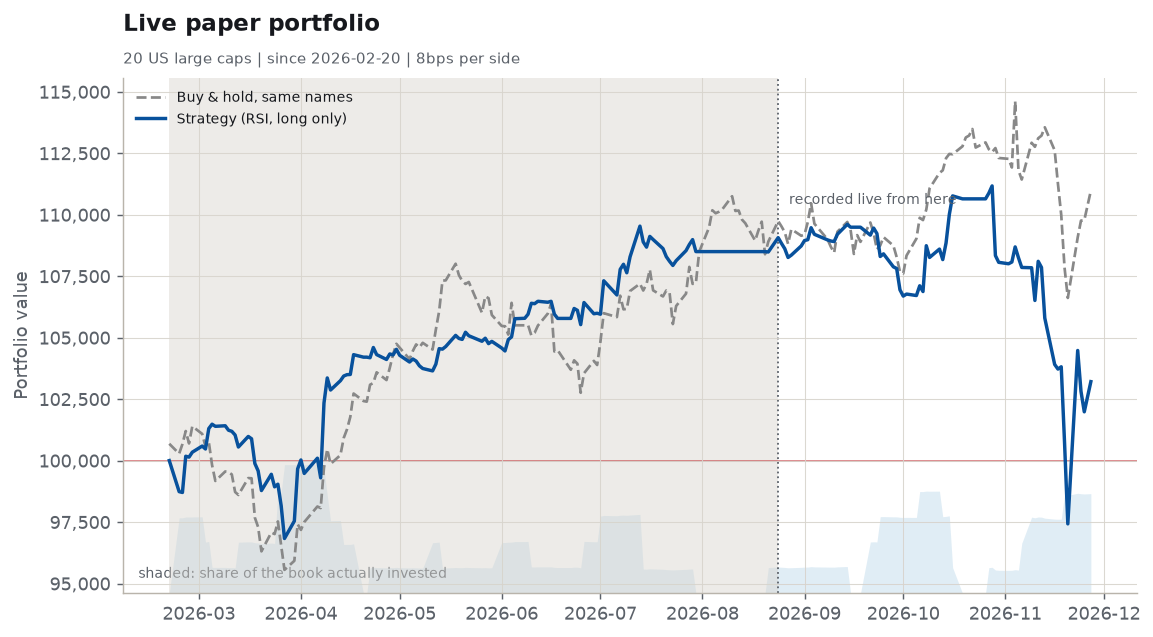 Live paper portfolio
20 US large caps | since 2026-02-20 | 8bps per side
Buy & hold, same names
Strategy (RSI, long only)
recorded live from here
shaded: share of the book actually invested
Portfolio value
115,000
112,500
110,000
107,500
105,000
102,500
100,000
97,500
95,000
2026-03
2026-04
2026-05
2026-06
2026-07
2026-08
2026-09
2026-10
2026-11
2026-12